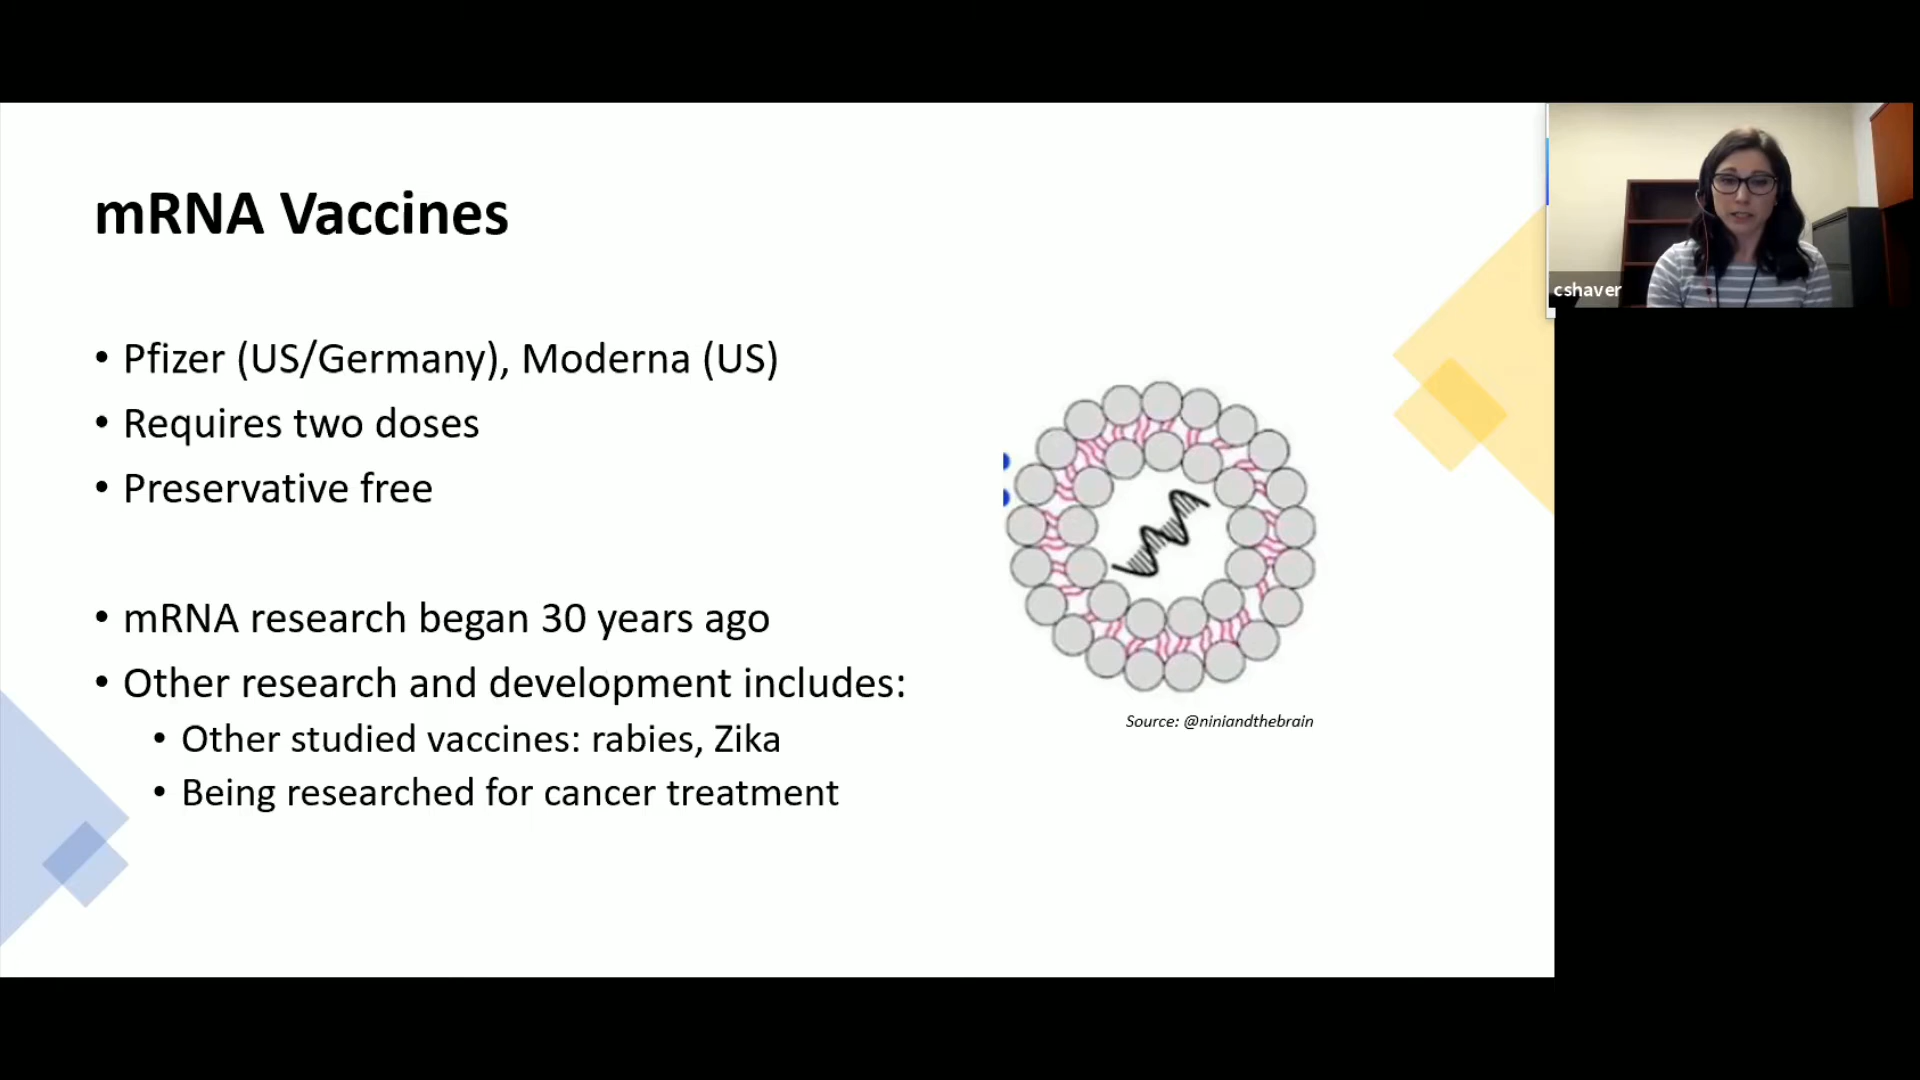 mRNA Vaccines
• Pfizer (US/Germany), Moderna (US)
• Requires two doses
• Preservative free
• mRNA research began 30 years ago
• Other research and development includes:
• Other studied vaccines: rabies, Zika
• Being researched for cancer treatment
Source: @niniandthebrain
cshaver